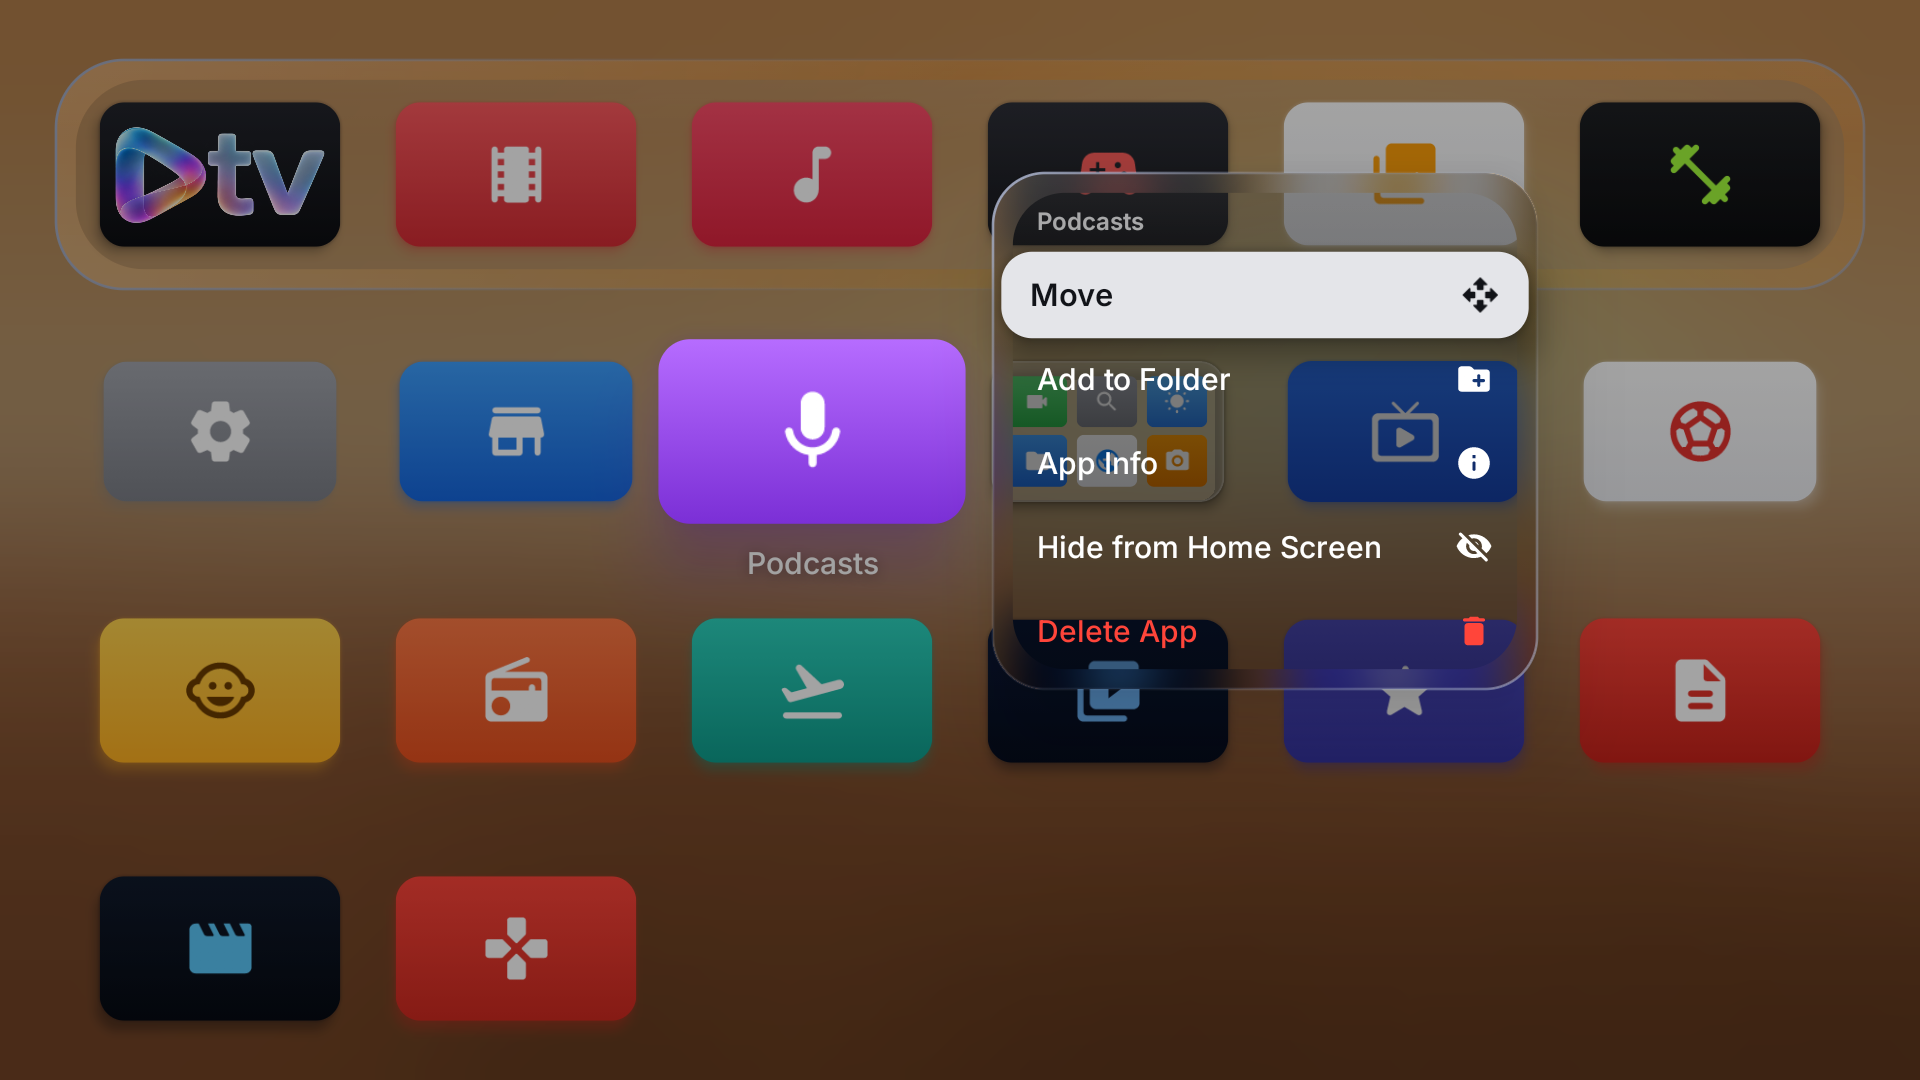 tv
Podcasts
Move
Add to Folder
App Info
Hide from Home Screen
Delete App
Podcasts